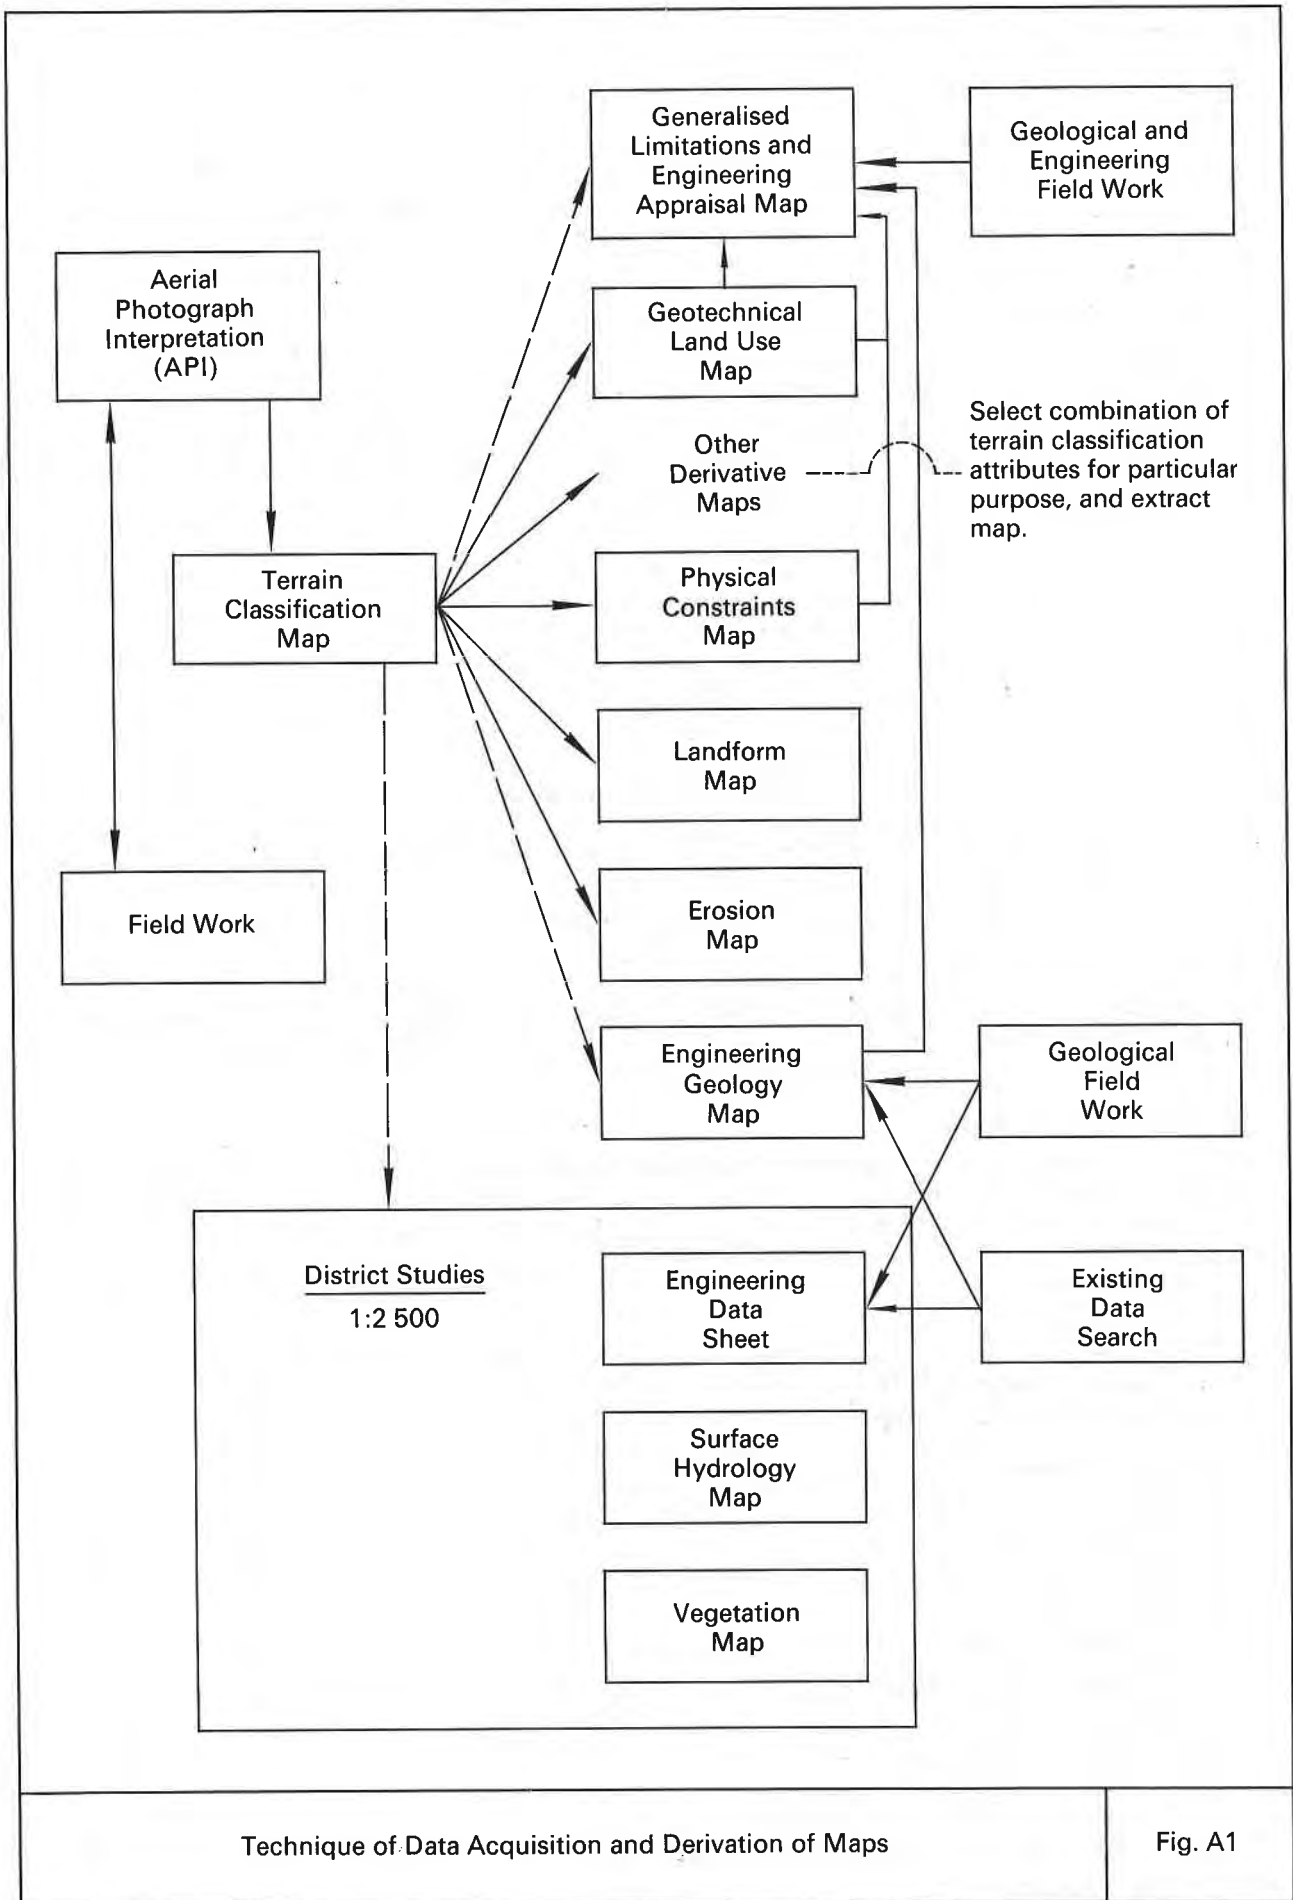 Generalised
Limitations and
Engineering
Appraisal Map
Geological and
Engineering
Field Work
Aerial
Photograph
Interpretation
(API)
Geotechnical
Land Use
Map
Other
Derivative
Maps
Select combination of
terrain classification
attributes for particular
purpose, and extract
map.
Terrain
Classification
Map
Physical
Constraints
Map
Landform
Map
Field Work
Erosion
Map
Engineering
Geology
Map
Geological
Field
Work
District Studies
1:2 500
Engineering
Data
Sheet
Existing
Data
Search
Surface
Hydrology
Map
Vegetation
Map
Technique of Data Acquisition and Derivation of Maps
Fig. A1